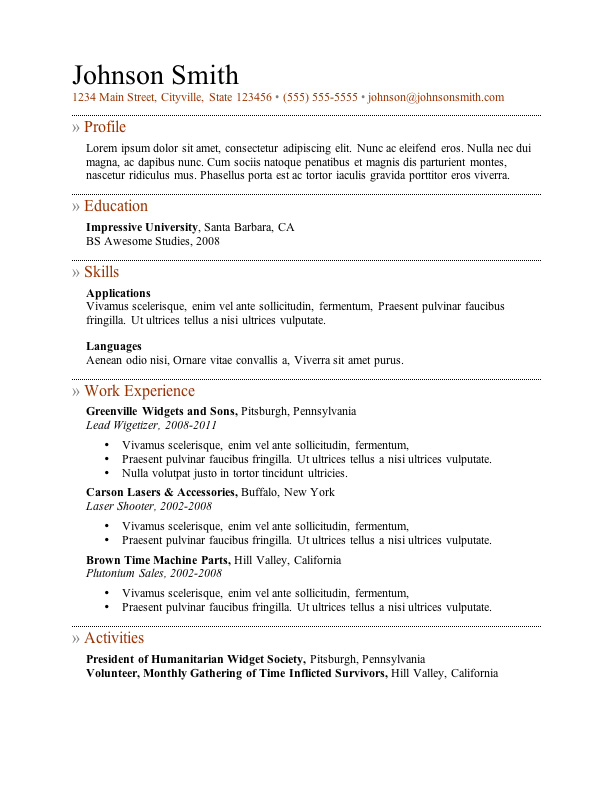 Johnson Smith
1234 Main Street, Cityville, State 123456 • (555) 555-5555 • johnson@johnsonsmith.com
» Profile
Lorem ipsum dolor sit amet, consectetur adipiscing elit. Nunc ac eleifend eros. Nulla nec dui
magna, ac dapibus nunc. Cum sociis natoque penatibus et magnis dis parturient montes,
nascetur ridiculus mus. Phasellus porta est ac tortor iaculis gravida porttitor eros viverra.
» Education
Impressive University, Santa Barbara, CA
BS Awesome Studies, 2008
» Skills
Applications
Vivamus scelerisque, enim vel ante sollicitudin, fermentum, Praesent pulvinar faucibus
fringilla. Ut ultrices tellus a nisi ultrices vulputate.
Languages
Aenean odio nisi, Ornare vitae convallis a, Viverra sit amet purus.
» Work Experience
Greenville Widgets and Sons, Pitsburgh, Pennsylvania
Lead Wigetizer, 2008-2011
• Vivamus scelerisque, enim vel ante sollicitudin, fermentum,
• Praesent pulvinar faucibus fringilla. Ut ultrices tellus a nisi ultrices vulputate.
• Nulla volutpat justo in tortor tincidunt ultricies.
Carson Lasers & Accessories, Buffalo, New York
Laser Shooter, 2002-2008
• Vivamus scelerisque, enim vel ante sollicitudin, fermentum,
• Praesent pulvinar faucibus fringilla. Ut ultrices tellus a nisi ultrices vulputate.
Brown Time Machine Parts, Hill Valley, California
Plutonium Sales, 2002-2008
• Vivamus scelerisque, enim vel ante sollicitudin, fermentum,
• Praesent pulvinar faucibus fringilla. Ut ultrices tellus a nisi ultrices vulputate.
» Activities
President of Humanitarian Widget Society, Pitsburgh, Pennsylvania
Volunteer, Monthly Gathering of Time Inflicted Survivors, Hill Valley, California